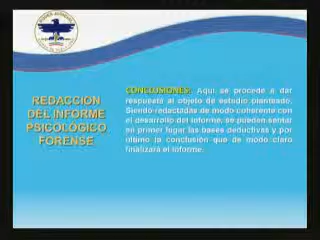 REDACCION
DEL INFORME
PSICOLÓGICO
FORENSE
CONCLUSIONES: Aquí se procede a dar
respuesta al objeto de estudio planteado.
Siendo redactadas de modo coherente con
el desarrollo del informe, se pueden sentar
en primer lugar las bases deductivas y por
último la conclusión que de modo claro
finalizará el informe.